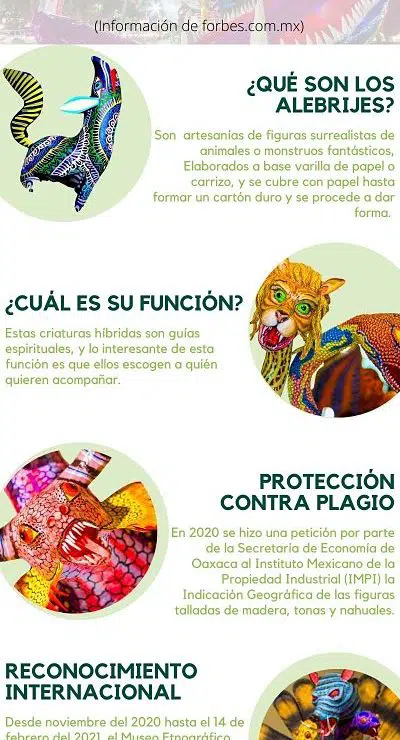 (Información de forbes.com.mx)
¿QUÉ SON LOS
ALEBRIJES?
Son artesanías de figuras surrealistas de
animales o monstruos fantásticos,
Elaborados a base varilla de papel o
carrizo, y se cubre con papel hasta
formar un cartón duro y se procede a dar
forma.
¿CUÁL ES SU FUNCIÓN?
Estas criaturas híbridas son guías
espirituales, y lo interesante de esta
función es que ellos escogen a quién
quieren acompañar.
PROTECCIÓN
CONTRA PLAGIO
En 2020 se hizo una petición por parte
de la Secretaría de Economía de
Oaxaca al Instituto Mexicano de la
Propiedad Industrial (IMPI) la
Indicación Geográfica de las figuras
talladas de madera, tonas y nahuales.
RECONOCIMIENTO
INTERNACIONAL
Desde noviembre del 2020 hasta el 14 de
febrero del 2021, el Museo Etnográfico